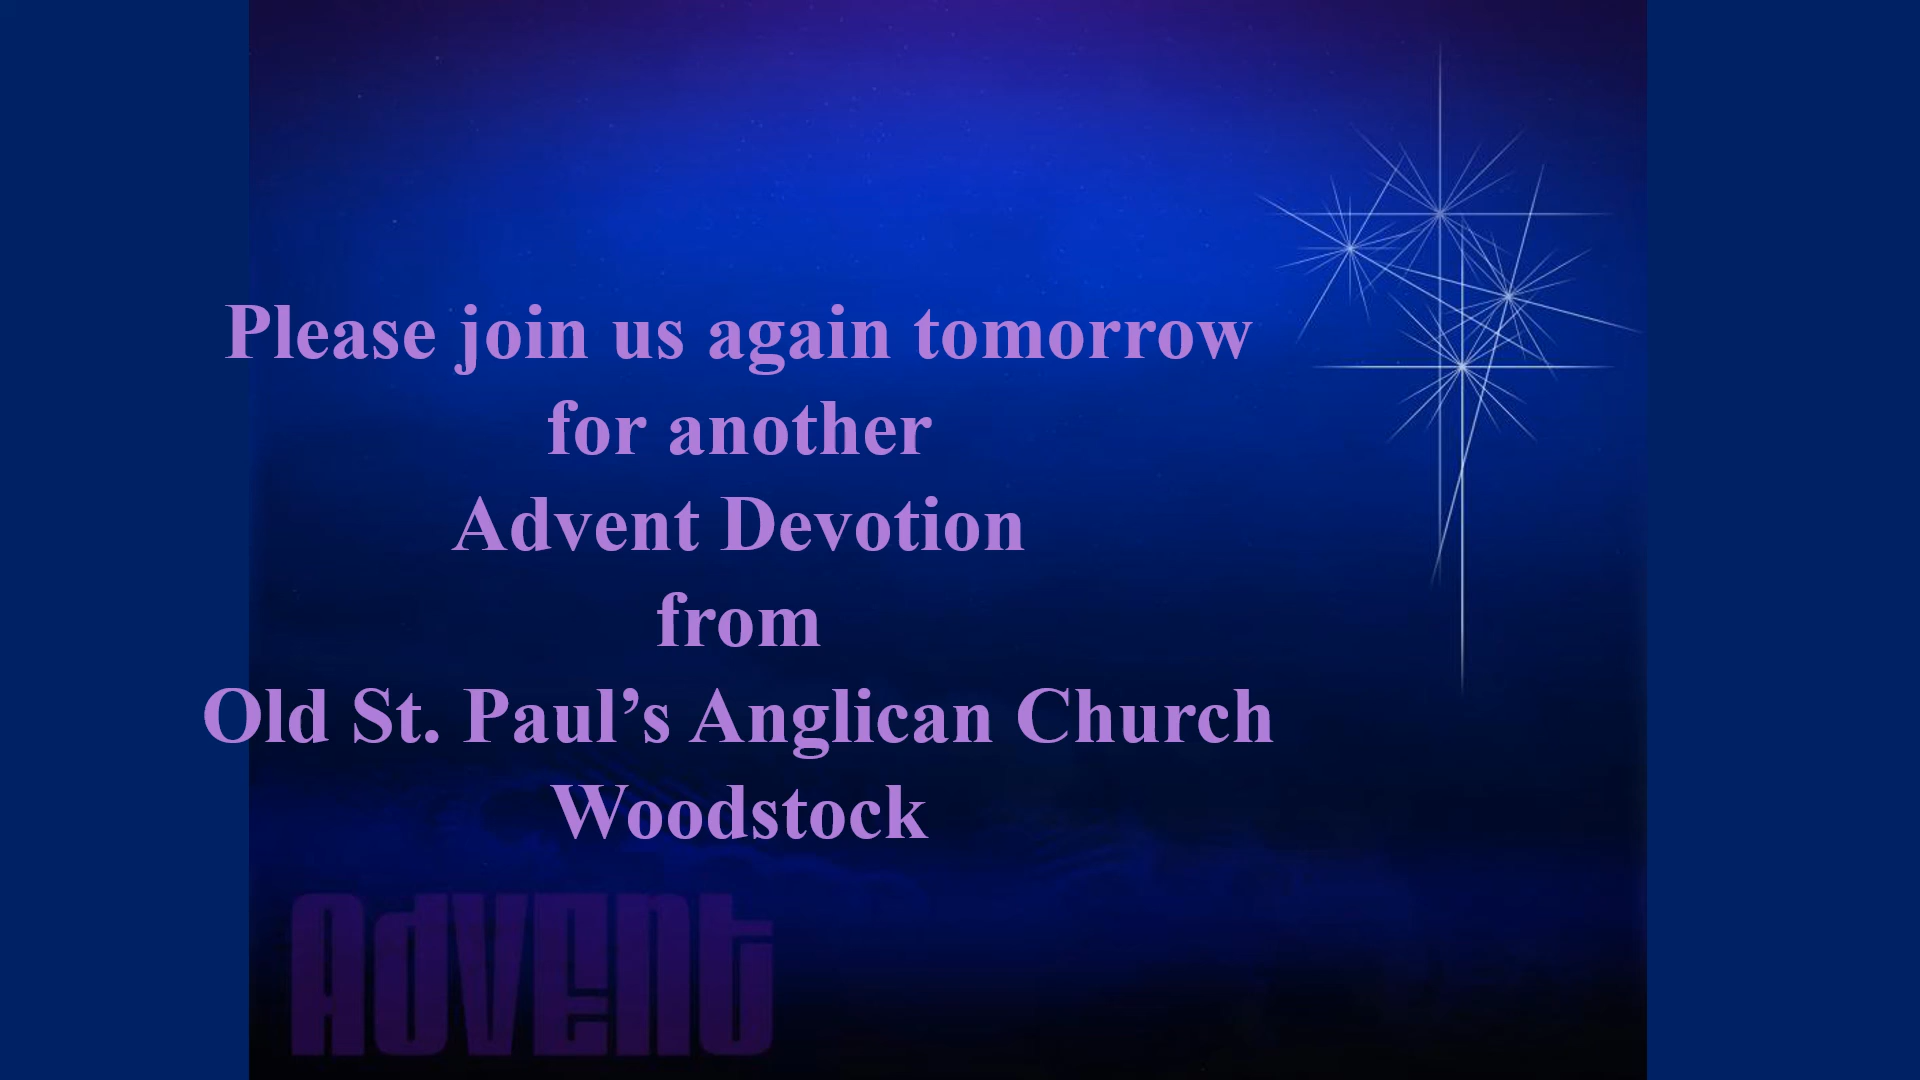 Please join us again tomorrow
for another
Advent Devotion
from
Old St. Paul’s Anglican Church
Woodstock
Advent